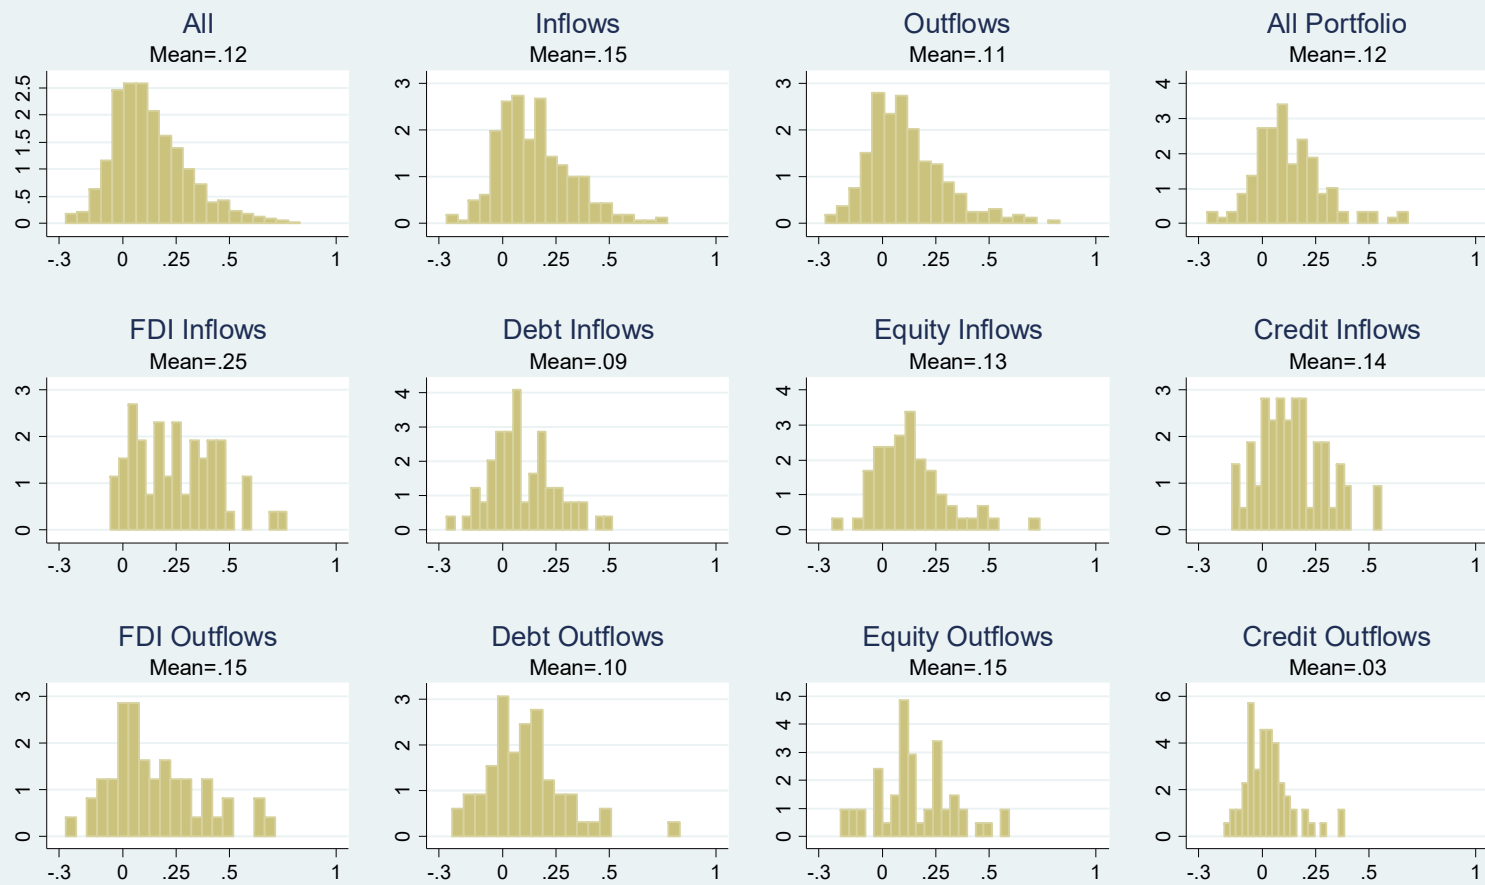 All
Mean=.12
0 .5 1 1.5 2 2.5
-.3 0 .25 .5 1
Inflows
Mean=.15
0 1 2 3
-.3 0 .25 .5 1
Outflows
Mean=.11
0 1 2 3
-.3 0 .25 .5 1
All Portfolio
Mean=.12
0 1 2 3 4
-.3 0 .25 .5 1
FDI Inflows
Mean=.25
0 1 2 3
-.3 0 .25 .5 1
Debt Inflows
Mean=.09
0 1 2 3 4
-.3 0 .25 .5 1
Equity Inflows
Mean=.13
0 1 2 3 4
-.3 0 .25 .5 1
Credit Inflows
Mean=.14
0 1 2 3
-.3 0 .25 .5 1
FDI Outflows
Mean=.15
0 1 2 3
-.3 0 .25 .5 1
Debt Outflows
Mean=.10
0 1 2 3
-.3 0 .25 .5 1
Equity Outflows
Mean=.15
0 1 2 3 4 5
-.3 0 .25 .5 1
Credit Outflows
Mean=.03
0 2 4 6
-.3 0 .25 .5 1